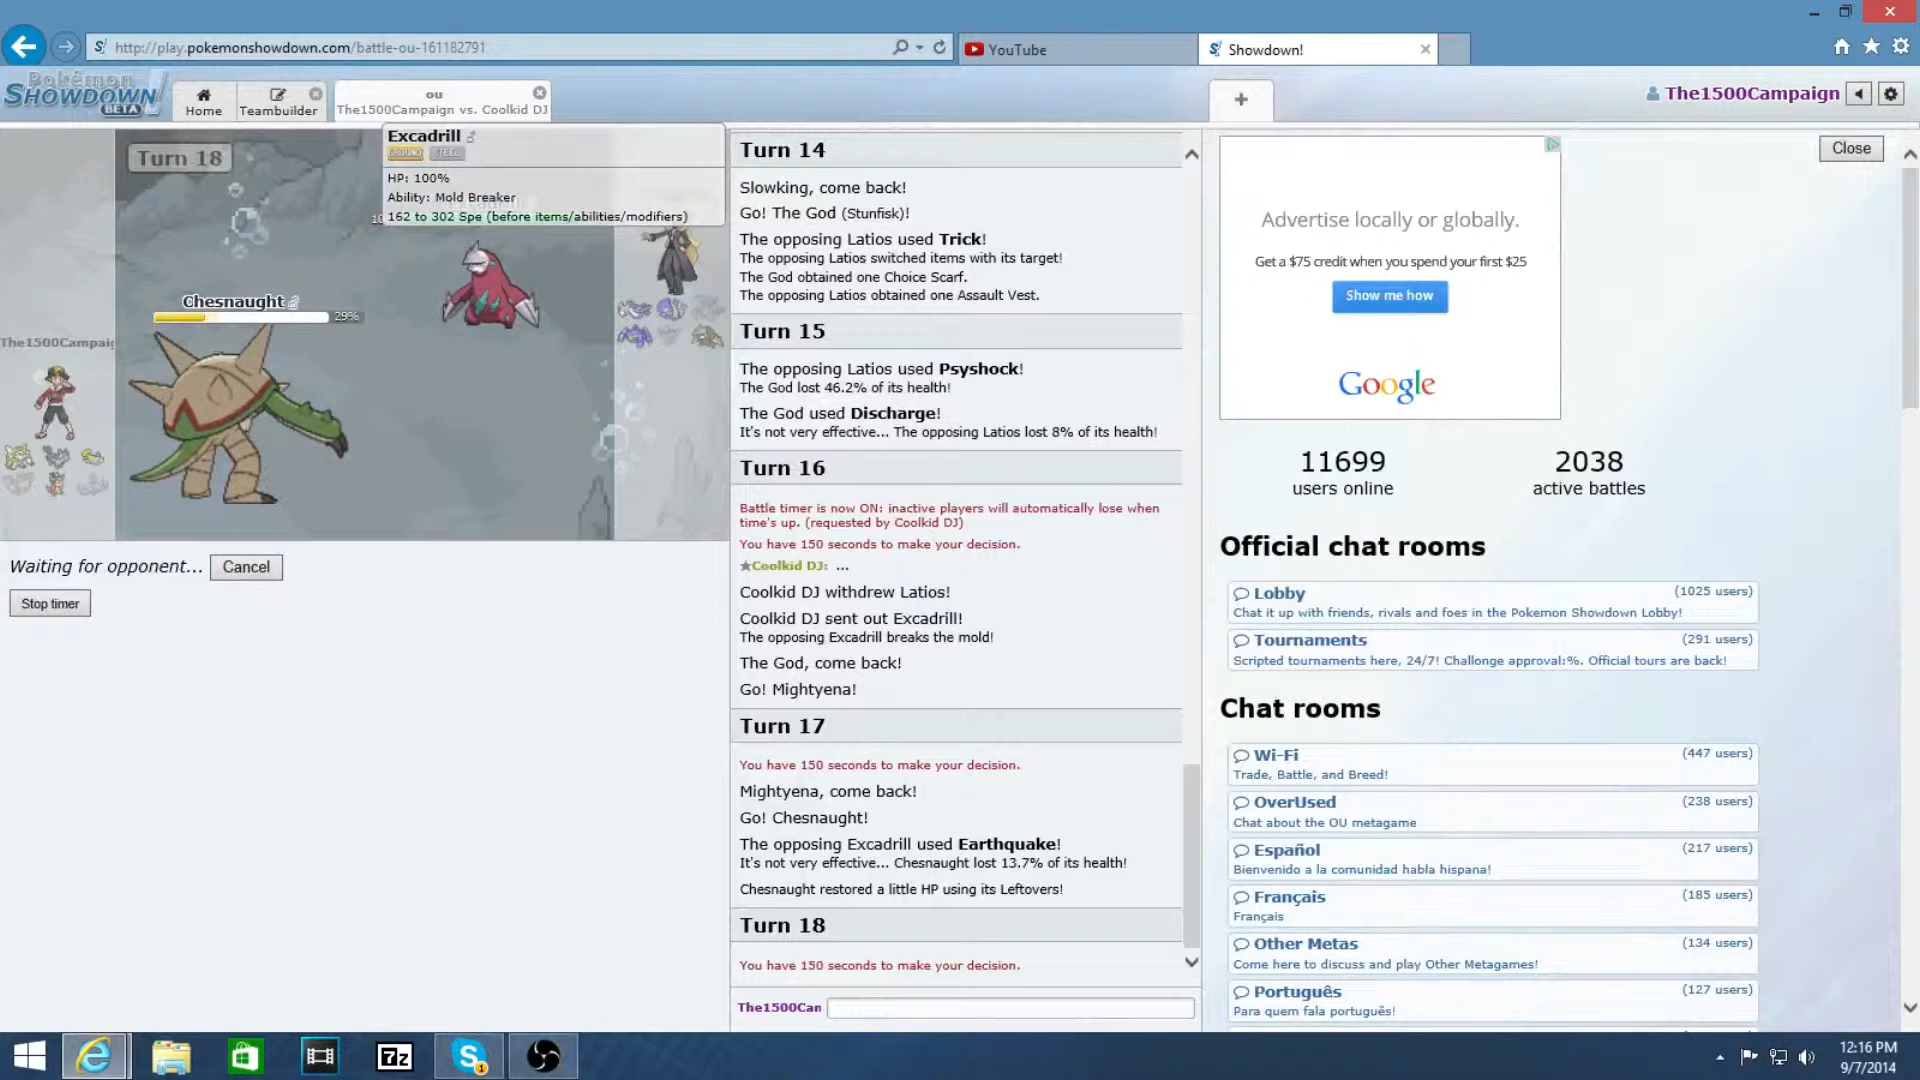 http://play.pokemonshowdown.com/battle-ou-161182791
YouTube
Showdown!
Pokémon
SHOWDOWN
BETA
Home
Teambuilder
ou
The1500Campaign vs. Coolkid DJ
+
The1500Campaign
Turn 18
Excadrill ♂
GROUND STEEL
HP: 100%
Ability: Mold Breaker
162 to 302 Spe (before items/abilities/modifiers)
Chesnaught ♂
29%
The1500Campaig
Waiting for opponent... Cancel
Stop timer
Turn 14
Slowking, come back!
Go! The God (Stunfisk)!
The opposing Latios used Trick!
The opposing Latios switched items with its target!
The God obtained one Choice Scarf.
The opposing Latios obtained one Assault Vest.
Turn 15
The opposing Latios used Psyshock!
The God lost 46.2% of its health!
The God used Discharge!
It's not very effective... The opposing Latios lost 8% of its health!
Turn 16
Battle timer is now ON: inactive players will automatically lose when
time's up. (requested by Coolkid DJ)
You have 150 seconds to make your decision.
★Coolkid DJ: ...
Coolkid DJ withdrew Latios!
Coolkid DJ sent out Excadrill!
The opposing Excadrill breaks the mold!
The God, come back!
Go! Mightyena!
Turn 17
You have 150 seconds to make your decision.
Mightyena, come back!
Go! Chesnaught!
The opposing Excadrill used Earthquake!
It's not very effective... Chesnaught lost 13.7% of its health!
Chesnaught restored a little HP using its Leftovers!
Turn 18
You have 150 seconds to make your decision.
The1500Can
Close
Advertise locally or globally.
Get a $75 credit when you spend your first $25
Show me how
Google
11699
users online
2038
active battles
Official chat rooms
Lobby (1025 users)
Chat it up with friends, rivals and foes in the Pokemon Showdown Lobby!
Tournaments (291 users)
Scripted tournaments here, 24/7! Challonge approval:%. Official tours are back!
Chat rooms
Wi-Fi (447 users)
Trade, Battle, and Breed!
OverUsed (238 users)
Chat about the OU metagame
Español (217 users)
Bienvenido a la comunidad habla hispana!
Français (185 users)
Français
Other Metas (134 users)
Come here to discuss and play Other Metagames!
Português (127 users)
Para quem fala português!
7z
12:16 PM
9/7/2014